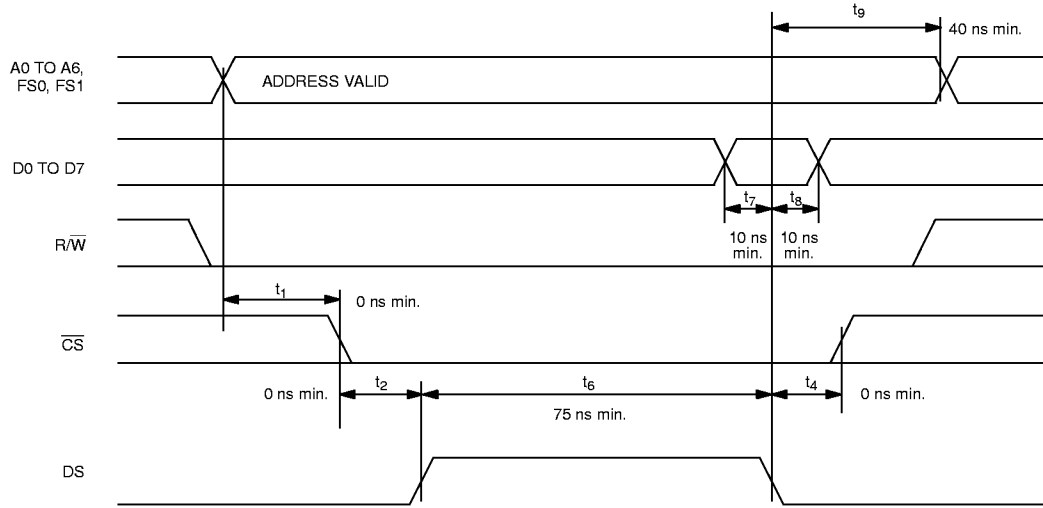 t9
40 ns min.
A0 TO A6,
FS0, FS1
ADDRESS VALID
D0 TO D7
t7
t8
10 ns
min.
10 ns
min.
R/W̅
t1
0 ns min.
C̅S̅
0 ns min.
t2
t6
t4
0 ns min.
75 ns min.
DS